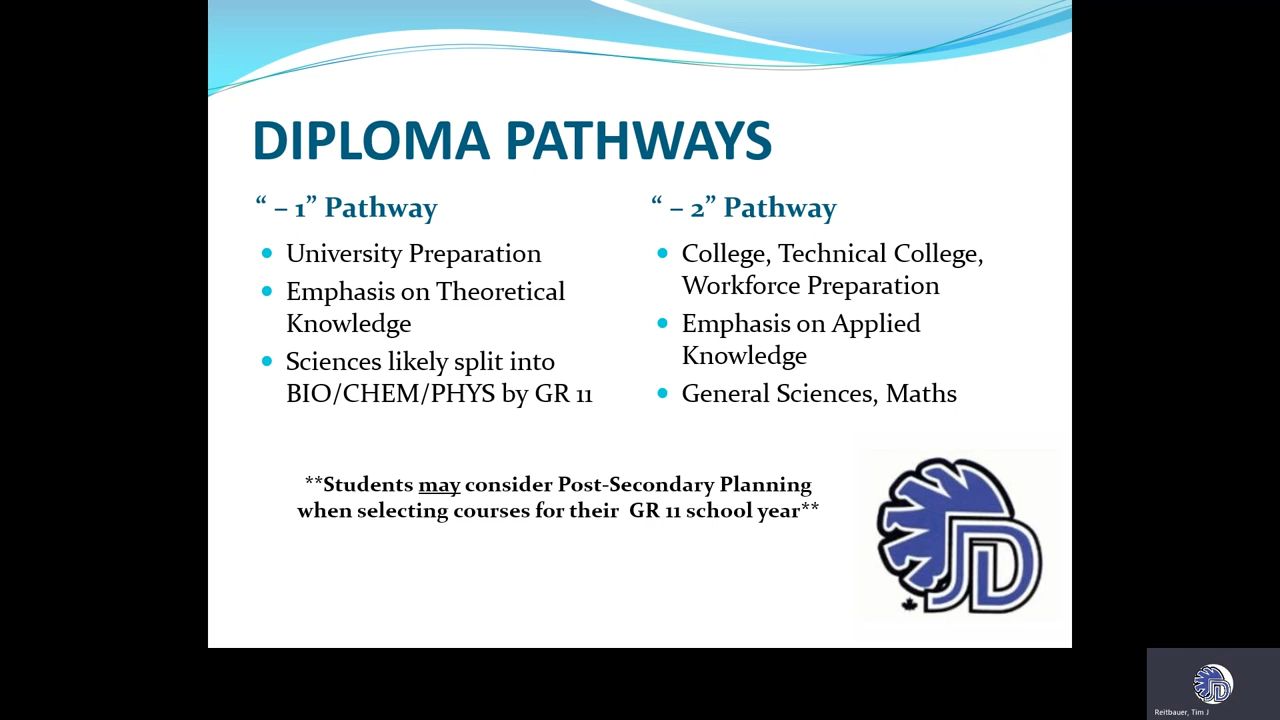 DIPLOMA PATHWAYS
“ – 1” Pathway
• University Preparation
• Emphasis on Theoretical
Knowledge
• Sciences likely split into
BIO/CHEM/PHYS by GR 11
“ – 2” Pathway
• College, Technical College,
Workforce Preparation
• Emphasis on Applied
Knowledge
• General Sciences, Maths
**Students may consider Post-Secondary Planning
when selecting courses for their  GR 11 school year**
JD
JD
Reitbauer, Tim J